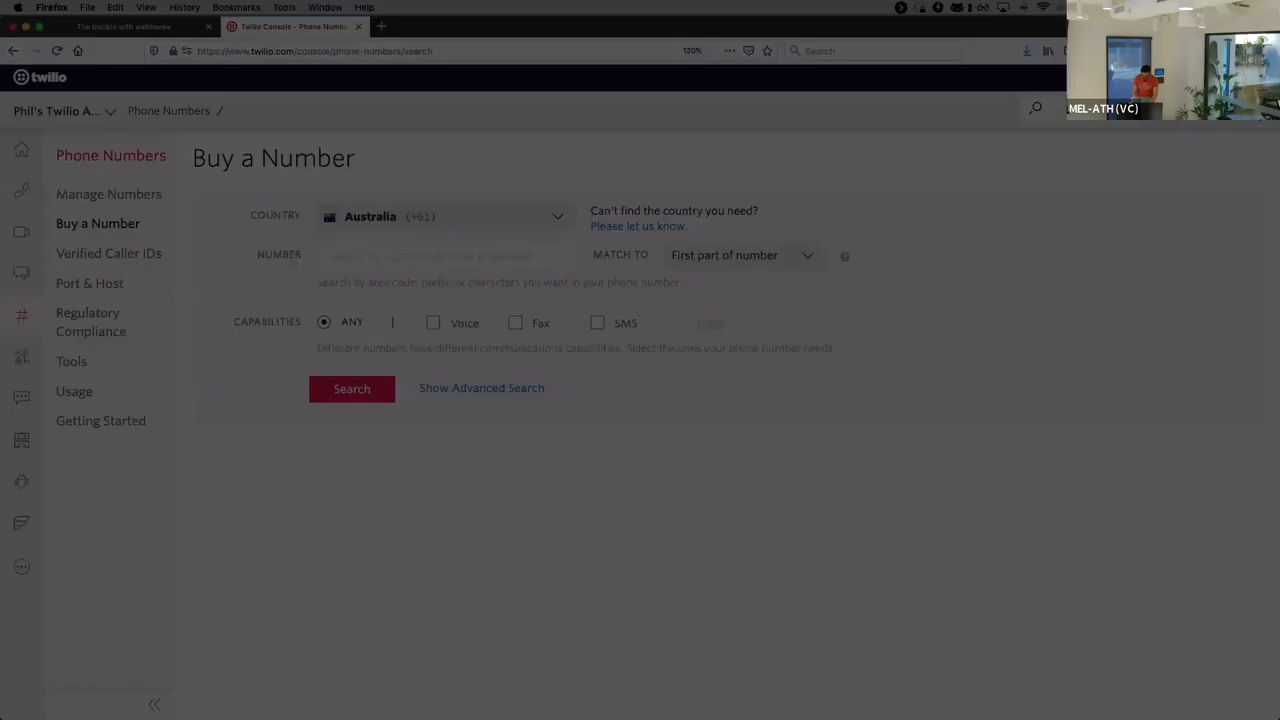 Firefox File Edit View History Bookmarks Tools Window Help
The trouble with webhooks
Twilio Console - Phone Numbe
https://www.twilio.com/console/phone-numbers/search
120%
Search
twilio
MEL-ATH (VC)
Phil's Twilio A...
Phone Numbers /
Phone Numbers
Manage Numbers
Buy a Number
Verified Caller IDs
Port & Host
Regulatory
Compliance
Tools
Usage
Getting Started
Buy a Number
COUNTRY
Australia (+61)
Can't find the country you need?
Please let us know.
NUMBER
MATCH TO
First part of number
Search by area code, prefix, or characters you want in your phone number.
CAPABILITIES
ANY
Voice
Fax
SMS
Different numbers have different communications capabilities. Select the ones your phone number needs
Search
Show Advanced Search